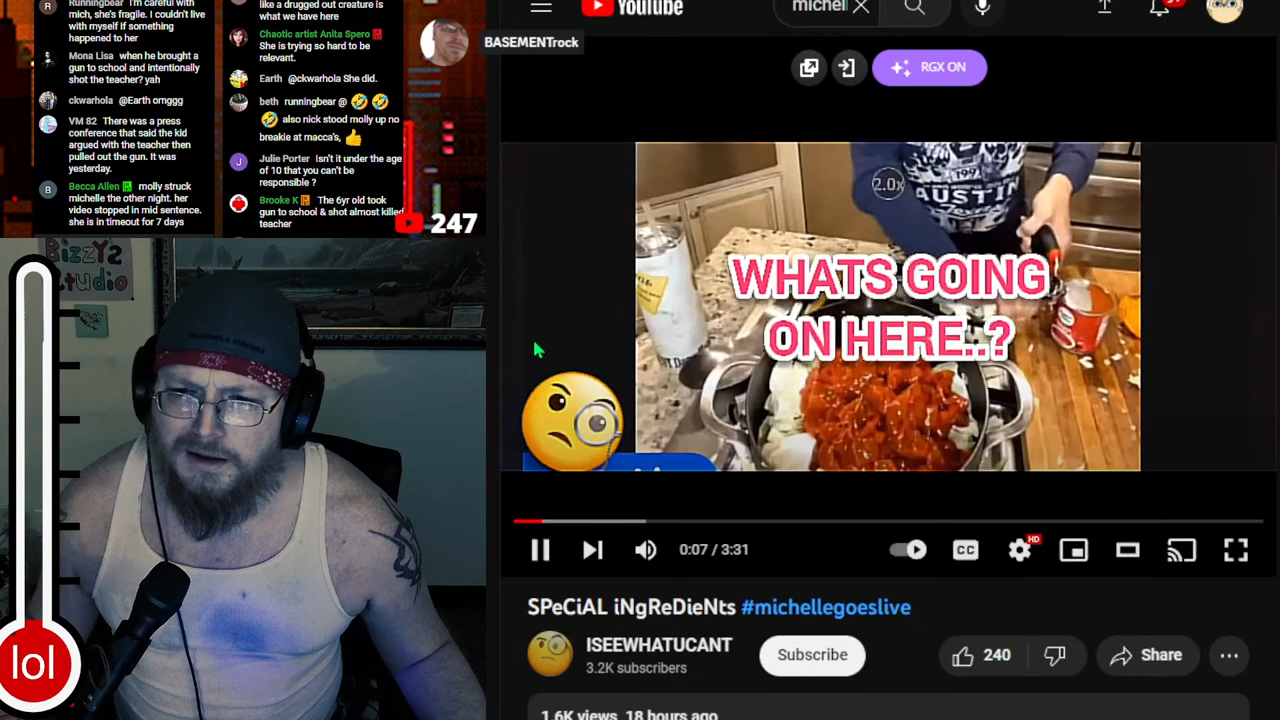 Runningbear I'm careful with
mich, she's fragile. I couldn't live
with myself if something
happened to her
Mona Lisa when he brought a
gun to school and intentionally
shot the teacher? yah
ckwarhola @Earth omggg
VM 82 There was a press
conference that said the kid
argued with the teacher then
pulled out the gun. It was
yesterday.
Becca Allen molly struck
michelle the other night. her
video stopped in mid sentence.
she is in timeout for 7 days
like a drugged out creature is
what we have here
Chaotic artist Anita Spero
She is trying so hard to be
relevant.
Earth @ckwarhola She did.
beth runningbear @ 🤣 🤣
🤣 also nick stood molly up no
breakie at macca's, 👍
Julie Porter Isn't it under the age
of 10 that you can't be
responsible ?
Brooke K The 6yr old took
gun to school & shot almost killed
teacher
247
BASEMENTrock
BizzYS
Studio
lol
YouTube
michel
RGX ON
2.0x
199
AUSTIN
Texas
WHATS GOING
ON HERE..?
0:07 / 3:31
CC
HD
SPeCiAL iNgReDieNts #michellegoeslive
ISEEWHATUCANT
3.2K subscribers
Subscribe
240
Share
1.6K views 18 hours ago